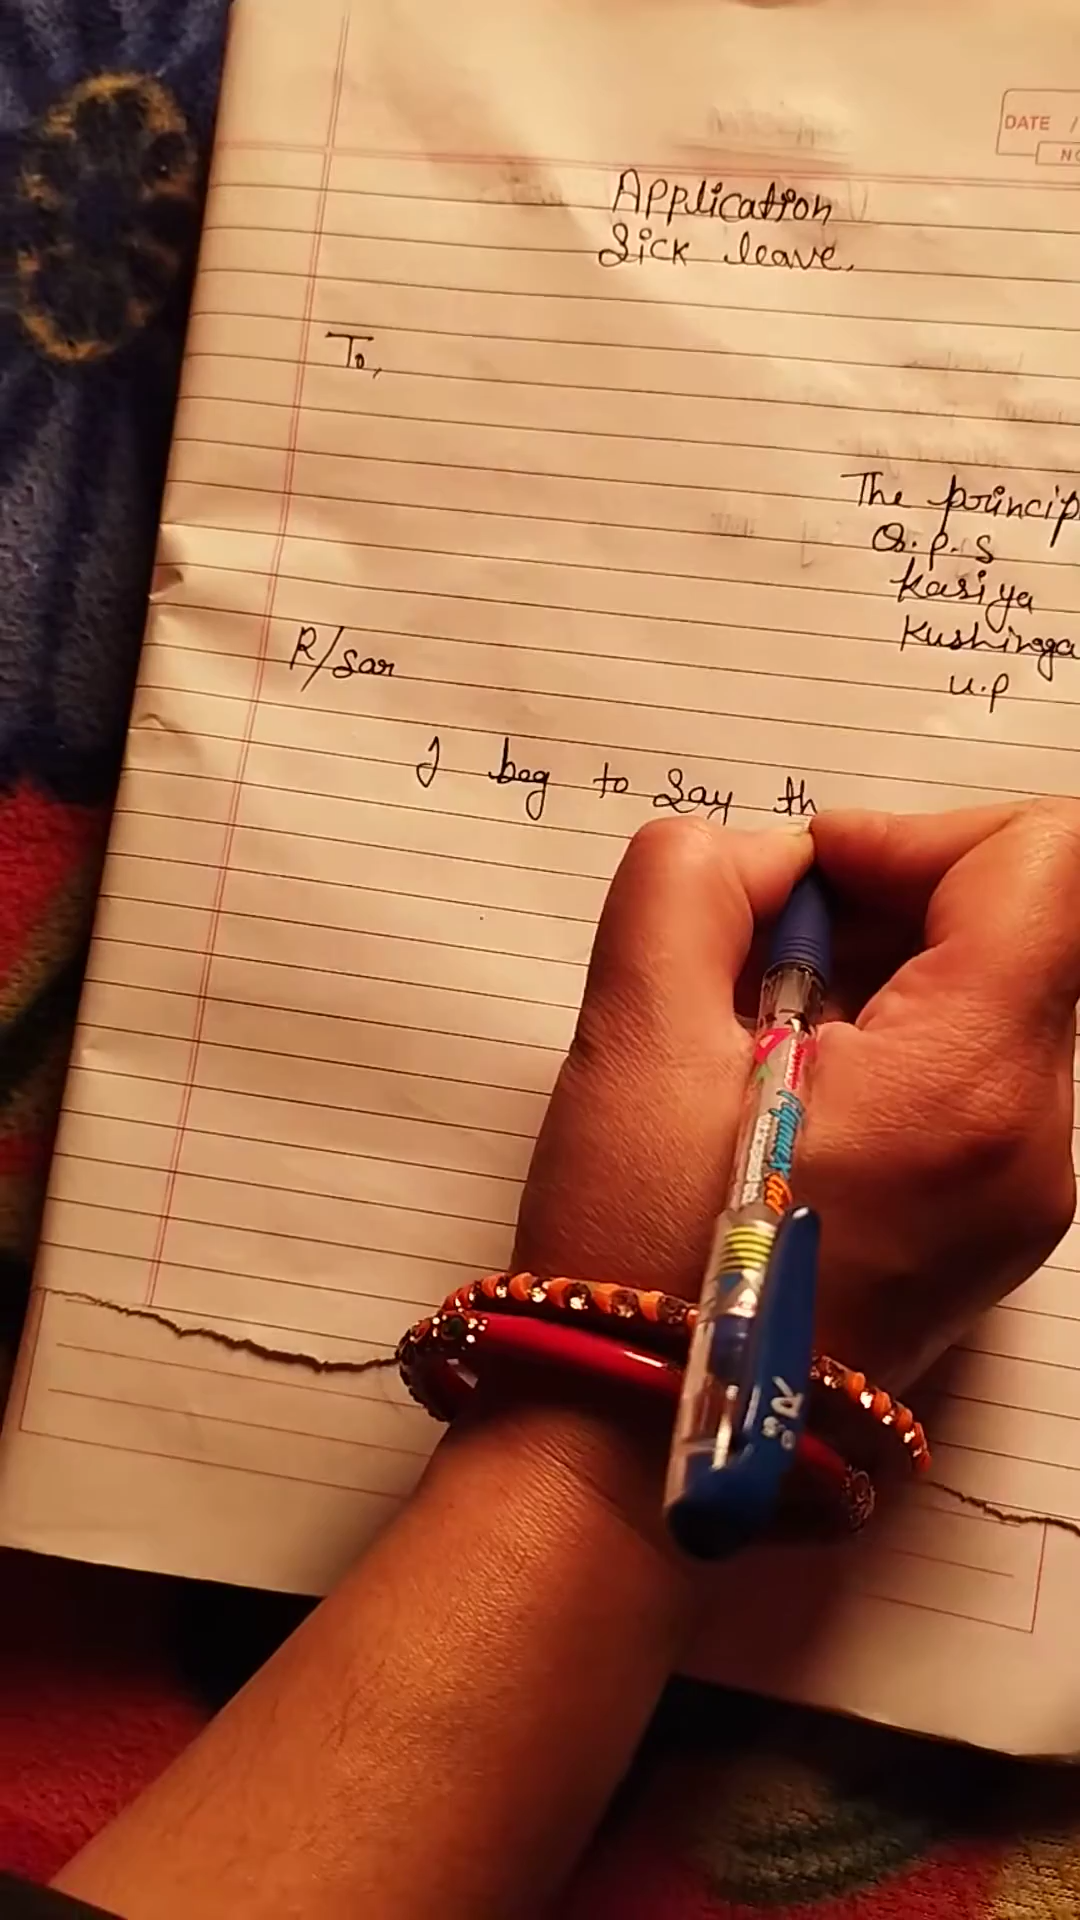 DATE /
Application
Sick leave.
To,
The princip
G.P.S
Kasiya
Kushinga
U.P
R/sar
I beg to Say th